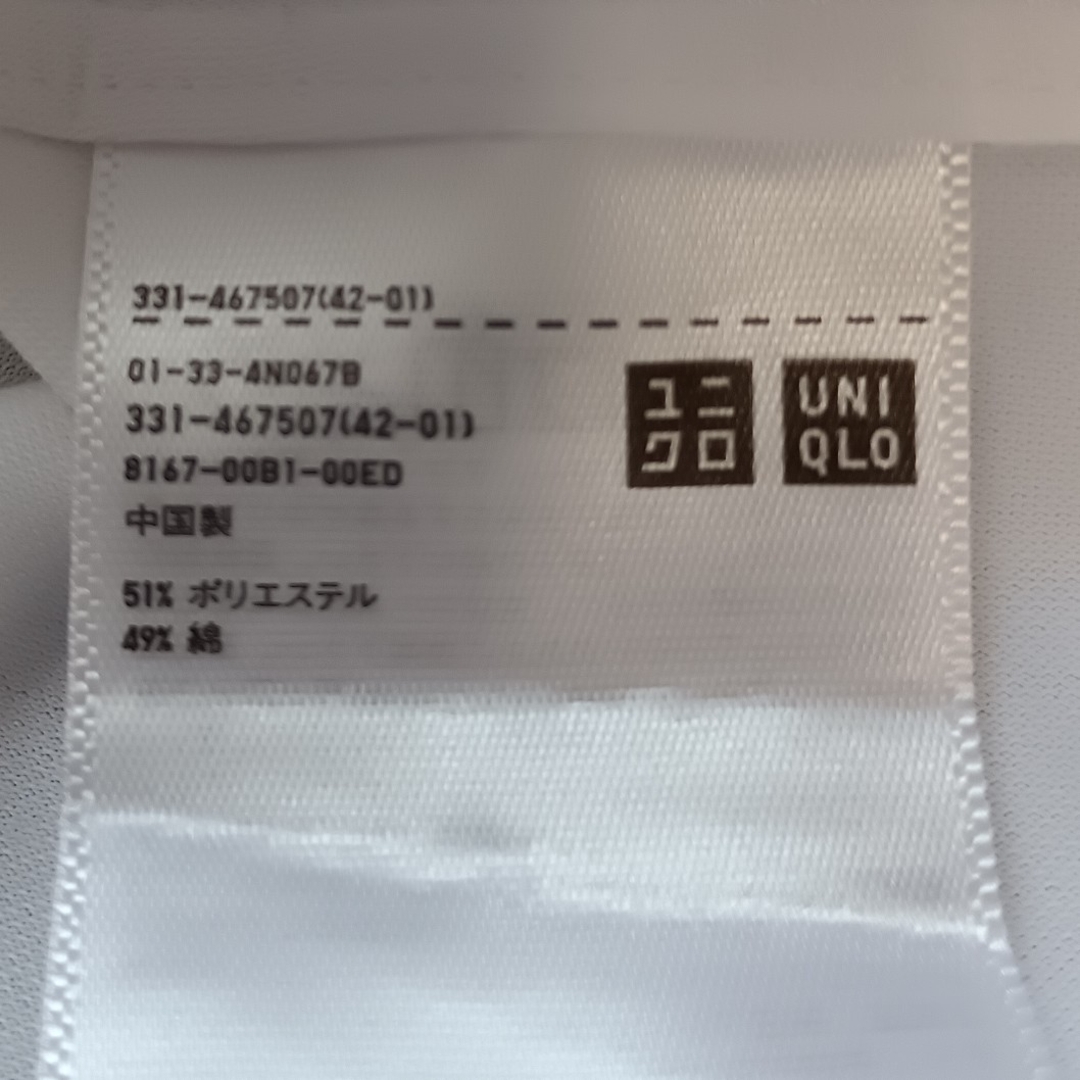 331-467507(42-01)
01-33-4N067B
331-467507(42-01)
8167-00B1-00ED
中国製
51% ポリエステル
49% 綿
ユニ
クロ
UNI
QLO